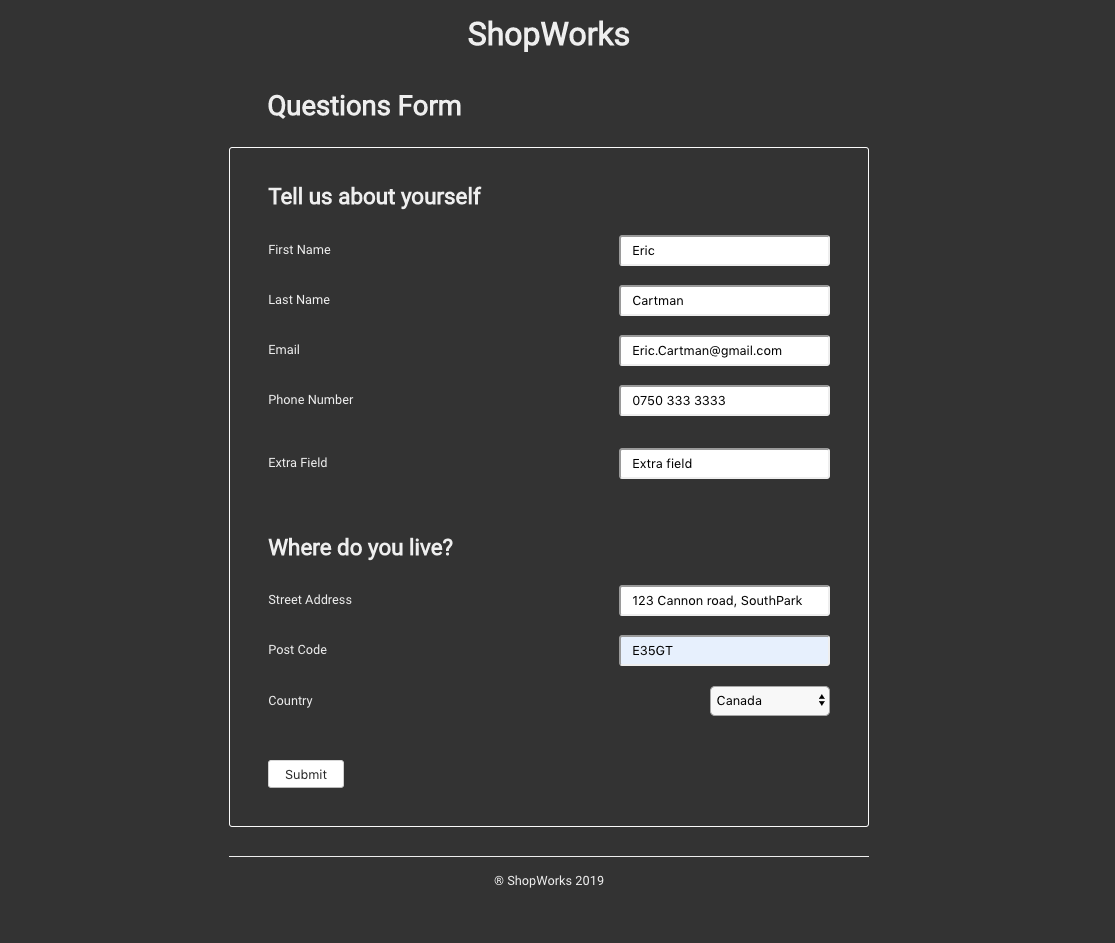 ShopWorks
Questions Form
Tell us about yourself
First Name Eric
Last Name Cartman
Email Eric.Cartman@gmail.com
Phone Number 0750 333 3333
Extra Field Extra field
Where do you live?
Street Address 123 Cannon road, SouthPark
Post Code E35GT
Country Canada
Submit
® ShopWorks 2019